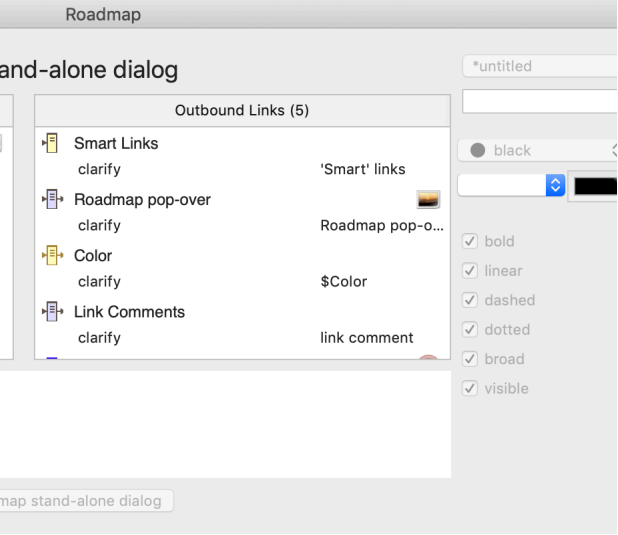 Roadmap
and-alone dialog
Outbound Links (5)
Smart Links
clarify 'Smart' links
Roadmap pop-over
clarify Roadmap pop-o...
Color
clarify $Color
Link Comments
clarify link comment
map stand-alone dialog
*untitled
black
bold
linear
dashed
dotted
broad
visible